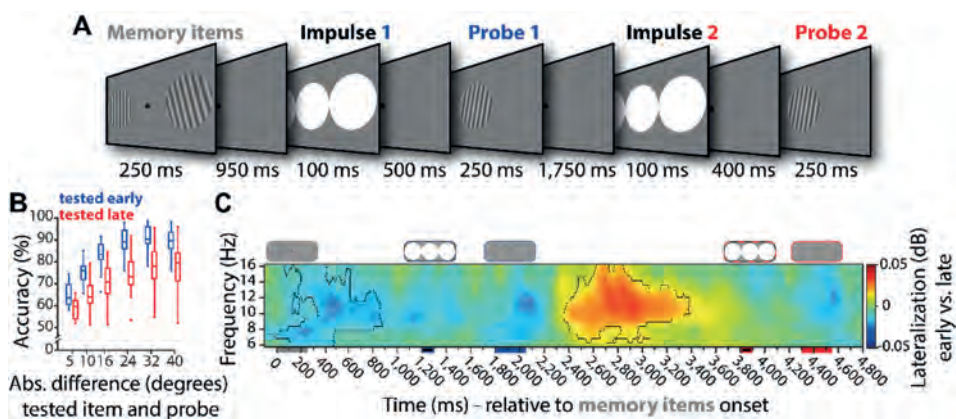 A
Memory items Impulse 1 Probe 1 Impulse 2 Probe 2
250 ms 950 ms 100 ms 500 ms 250 ms 1,750 ms 100 ms 400 ms 250 ms
B
tested early
tested late
Accuracy (%)
100
90
80
70
60
50
0
5 10 16 24 32 40
Abs. difference (degrees)
tested item and probe
C
Frequency (Hz)
16
14
12
10
8
6
0 200 400 600 800 1,000 1,200 1,400 1,600 1,800 2,000 2,200 2,400 2,600 2,800 3,000 3,200 3,400 3,600 3,800 4,000 4,200 4,400 4,600 4,800
Time (ms) - relative to memory items onset
0.05
0
-0.05
Lateralization (dB)
early vs. late